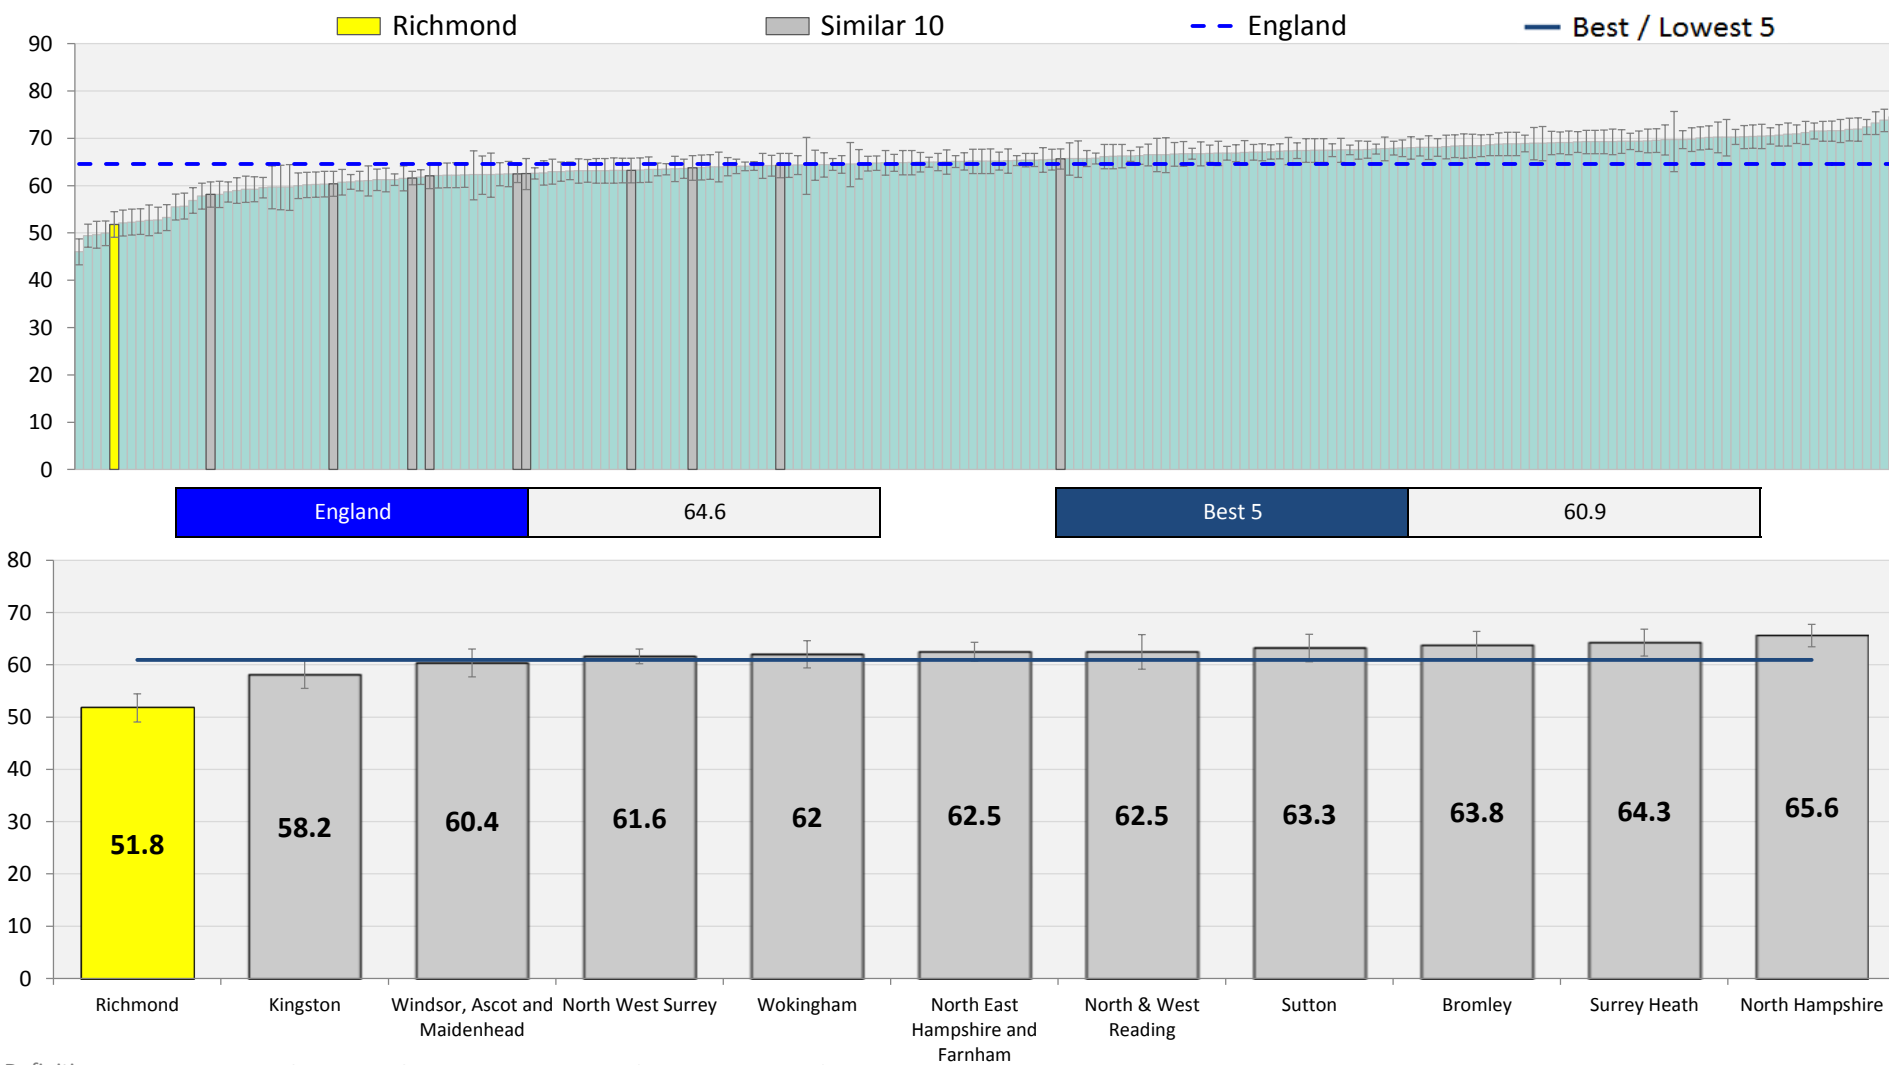 Richmond
Similar 10
England
Best / Lowest 5
90
80
70
60
50
40
30
20
10
0
England 64.6
Best 5 60.9
80
70
60
50
40
30
20
10
0
51.8
58.2
60.4
61.6
62
62.5
62.5
63.3
63.8
64.3
65.6
Richmond
Kingston
Windsor, Ascot and
Maidenhead
North West Surrey
Wokingham
North East
Hampshire and
Farnham
North & West
Reading
Sutton
Bromley
Surrey Heath
North Hampshire